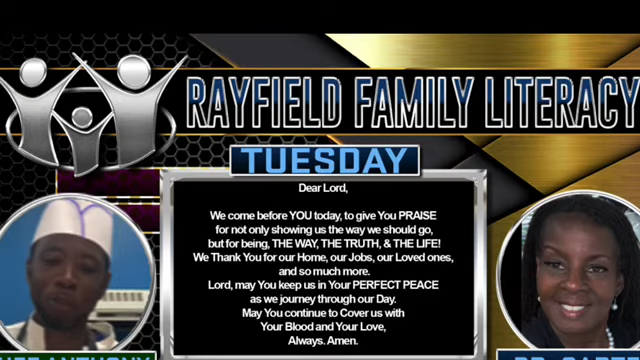 RAYFIELD FAMILY LITERACY
TUESDAY
Dear Lord,
We come before YOU today, to give You PRAISE
for not only showing us the way we should go,
but for being, THE WAY, THE TRUTH, & THE LIFE!
We Thank You for our Home, our Jobs, our Loved ones,
and so much more.
Lord, may You keep us in Your PERFECT PEACE
as we journey through our Day.
May You continue to Cover us with
Your Blood and Your Love,
Always. Amen.
ANTHONY